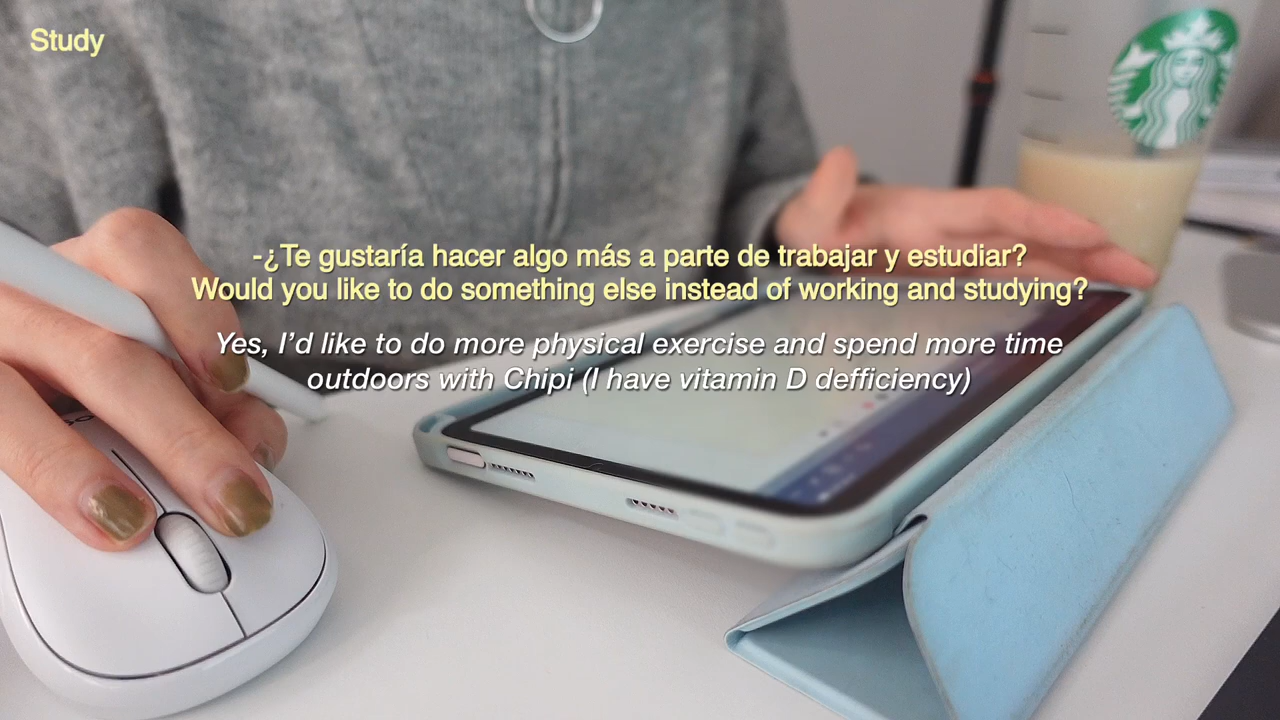 Study
-¿Te gustaría hacer algo más a parte de trabajar y estudiar?
Would you like to do something else instead of working and studying?
Yes, I'd like to do more physical exercise and spend more time
outdoors with Chipi (I have vitamin D defficiency)